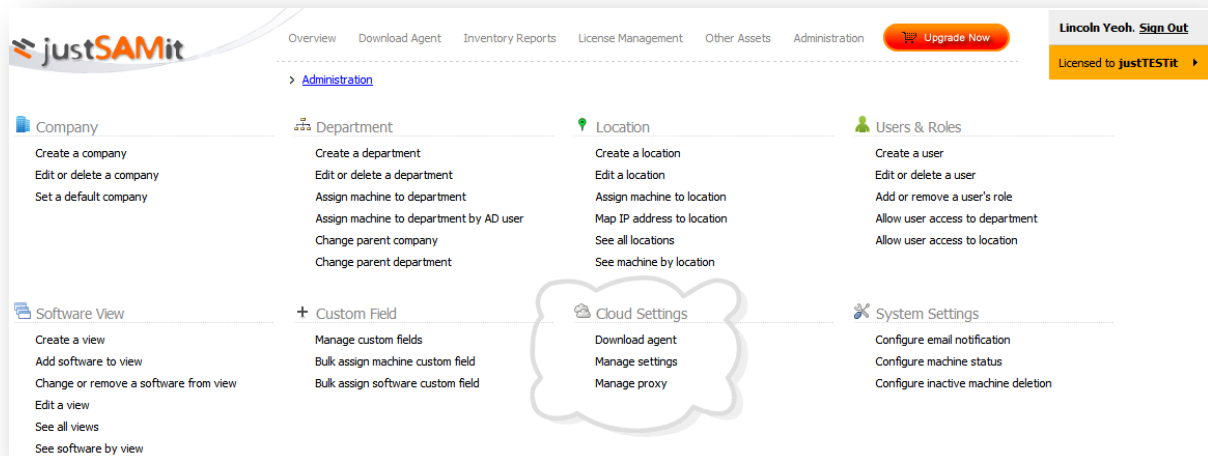 justSAMit
Overview Download Agent Inventory Reports License Management Other Assets Administration Upgrade Now
Lincoln Yeoh. Sign Out
Licensed to justTESTit
> Administration
Company
Create a company
Edit or delete a company
Set a default company
Department
Create a department
Edit or delete a department
Assign machine to department
Assign machine to department by AD user
Change parent company
Change parent department
Location
Create a location
Edit a location
Assign machine to location
Map IP address to location
See all locations
See machine by location
Users & Roles
Create a user
Edit or delete a user
Add or remove a user's role
Allow user access to department
Allow user access to location
Software View
Create a view
Add software to view
Change or remove a software from view
Edit a view
See all views
See software by view
Custom Field
Manage custom fields
Bulk assign machine custom field
Bulk assign software custom field
Cloud Settings
Download agent
Manage settings
Manage proxy
System Settings
Configure email notification
Configure machine status
Configure inactive machine deletion